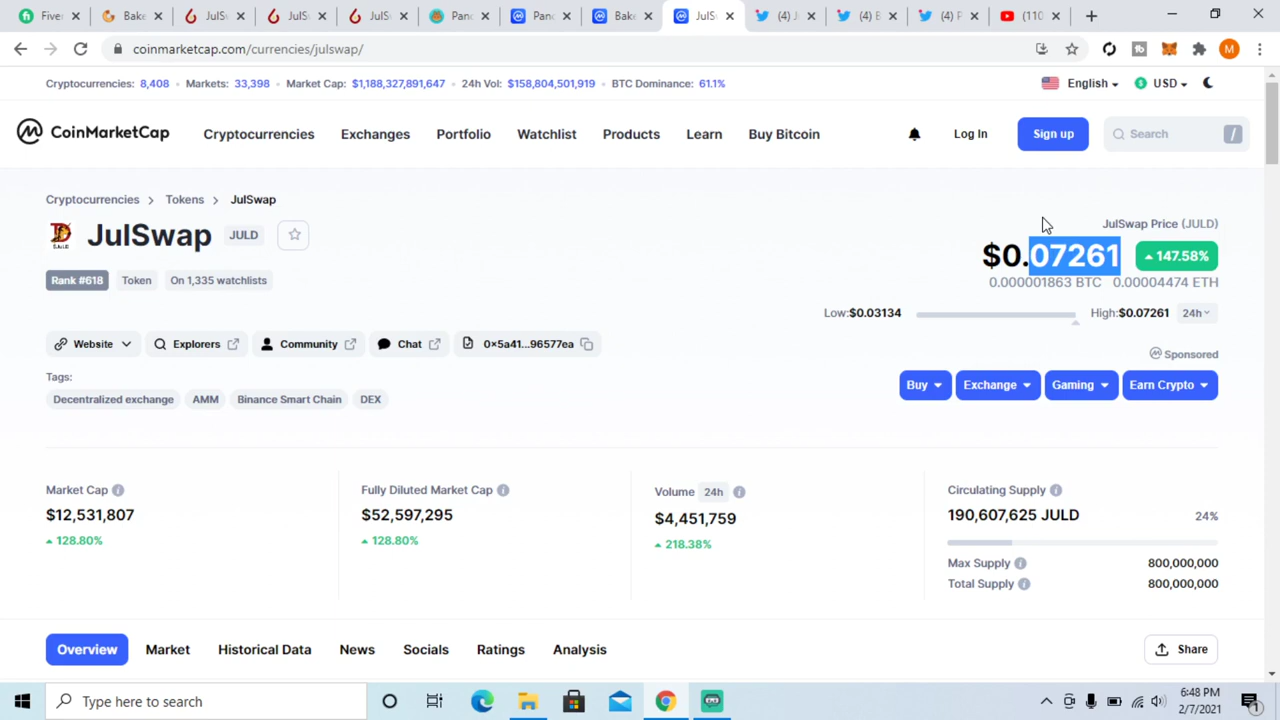 Fiver
Bake
JulSw
JulS
JulS
Panc
Panc
Bake
JulS
(4) J
(4) B
(4) P
(110
coinmarketcap.com/currencies/julswap/
M
Cryptocurrencies: 8,408 • Markets: 33,398 • Market Cap: $1,188,327,891,647 • 24h Vol: $158,804,501,919 • BTC Dominance: 61.1%
English
USD
CoinMarketCap
Cryptocurrencies
Exchanges
Portfolio
Watchlist
Products
Learn
Buy Bitcoin
Log In
Sign up
Search
/
Cryptocurrencies > Tokens > JulSwap
JulSwap
JULD
JulSwap Price (JULD)
$0.07261
147.58%
0.000001863 BTC 0.00004474 ETH
Rank #618
Token
On 1,335 watchlists
Low:$0.03134
High:$0.07261
24h
Website
Explorers
Community
Chat
0x5a41...96577ea
Sponsored
Tags:
Decentralized exchange
AMM
Binance Smart Chain
DEX
Buy
Exchange
Gaming
Earn Crypto
Market Cap
$12,531,807
128.80%
Fully Diluted Market Cap
$52,597,295
128.80%
Volume 24h
$4,451,759
218.38%
Circulating Supply
190,607,625 JULD
24%
Max Supply
800,000,000
Total Supply
800,000,000
Overview
Market
Historical Data
News
Socials
Ratings
Analysis
Share
Type here to search
6:48 PM
2/7/2021
1